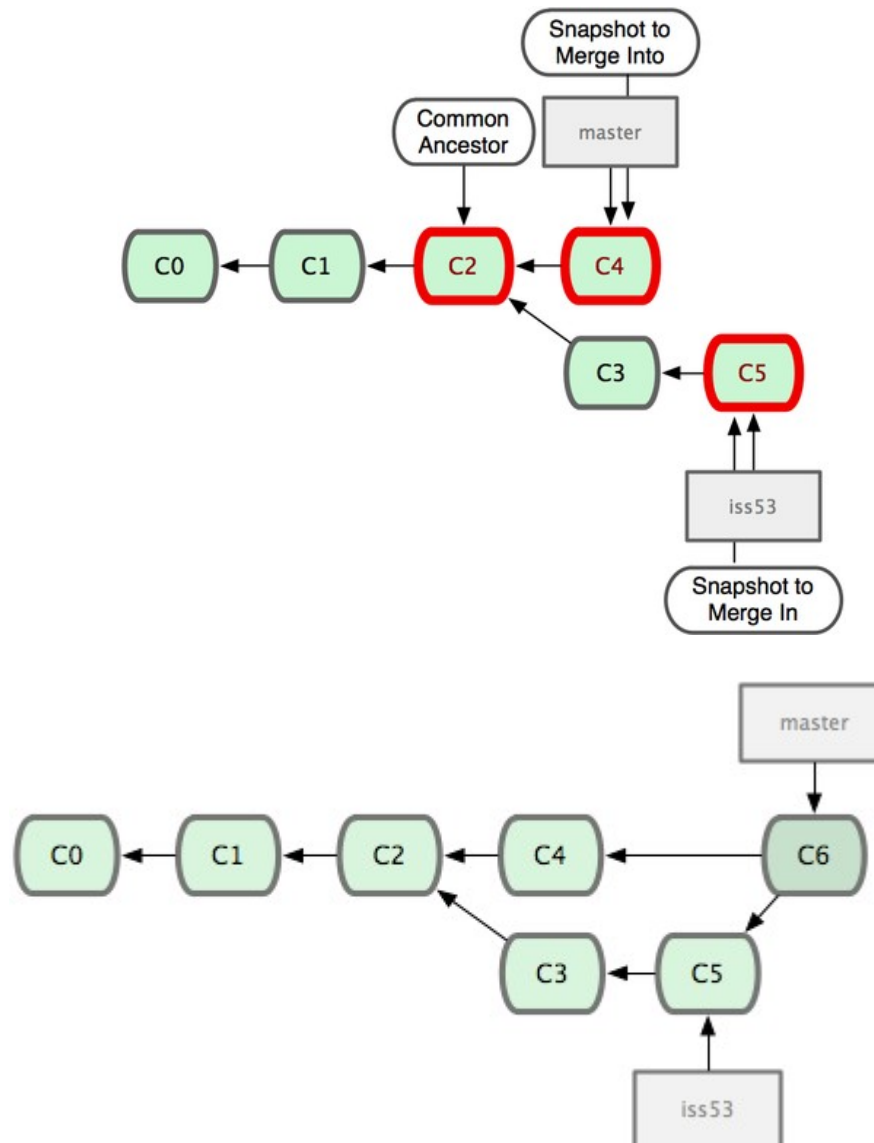 Snapshot to
Merge Into
Common
Ancestor
master
C0
C1
C2
C4
C3
C5
iss53
Snapshot to
Merge In
master
C0
C1
C2
C4
C6
C3
C5
iss53